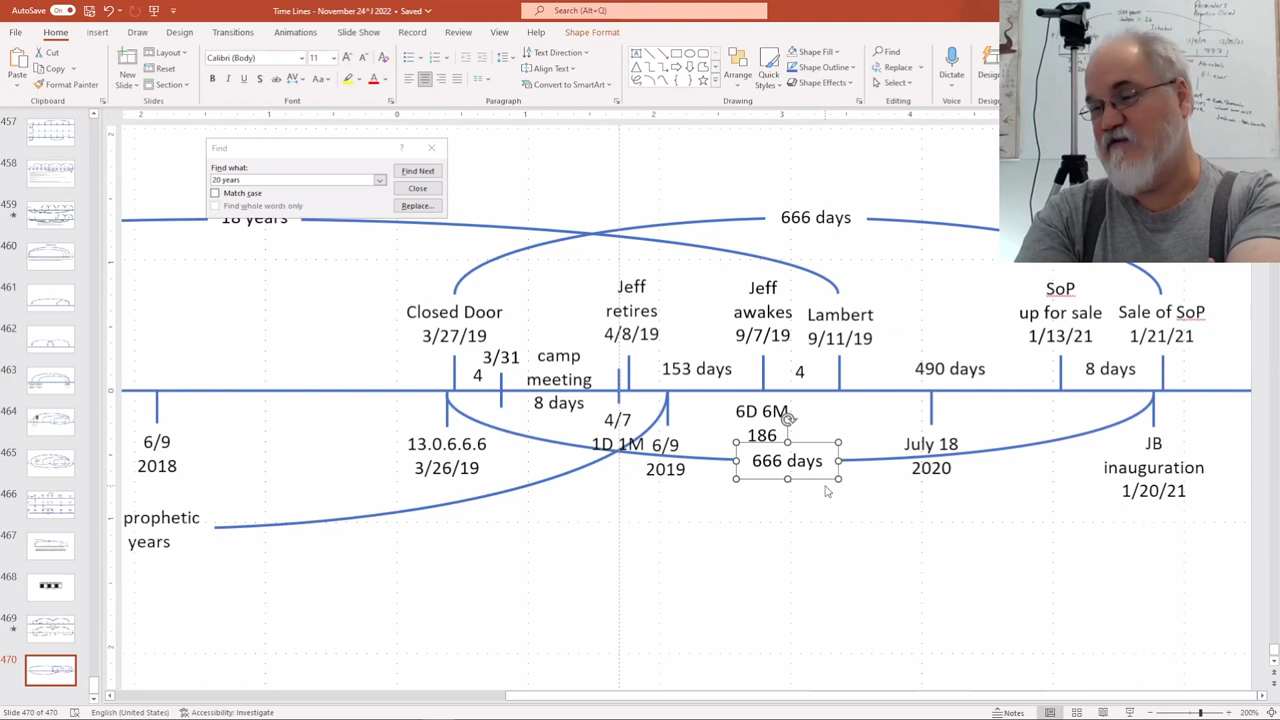 AutoSave
On
Time Lines - November 24^J 2022 • Saved
Search (Alt+Q)
File Home Insert Draw Design Transitions Animations Slide Show Record Review View Help Shape Format
Cut
Copy
Format Painter
Paste
Clipboard
New
Slide
Layout
Reset
Section
Slides
Calibri (Body)
11
Font
Text Direction
Align Text
Convert to SmartArt
Paragraph
Arrange
Quick
Styles
Shape Fill
Shape Outline
Shape Effects
Drawing
Find
Replace
Select
Editing
Dictate
Voice
Find
Find what:
20 years
Match case
Find whole words only
Find Next
Close
Replace...
457
458
459
460
461
462
463
464
465
466
467
468
469
470
18 years
666 days
Closed Door
3/27/19
3/31
4
camp
meeting
8 days
Jeff
retires
4/8/19
153 days
Jeff
awakes
9/7/19
Lambert
9/11/19
4
490 days
SoP
up for sale
1/13/21
8 days
Sale of SoP
1/21/21
6/9
2018
13.0.6.6.6
3/26/19
4/7
1D 1M
6/9
2019
6D 6M
186
666 days
July 18
2020
JB
inauguration
1/20/21
prophetic
years
Slide 470 of 470
English (United States)
Accessibility: Investigate
Notes
200%